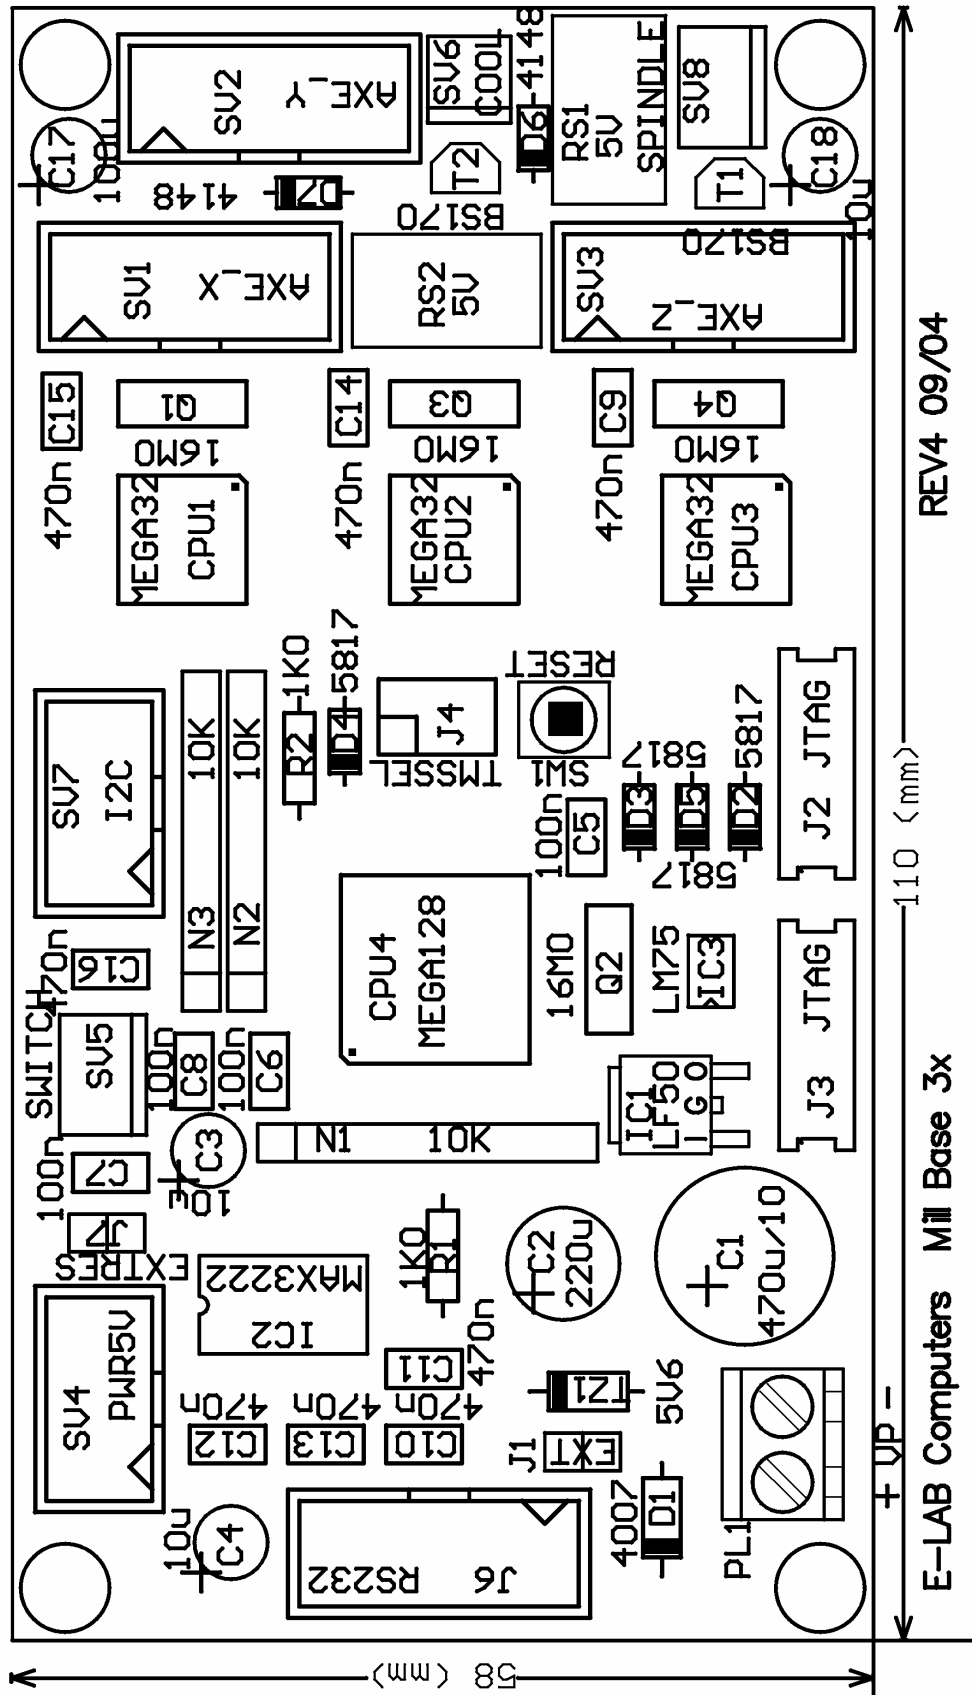 C17
100u
SV2
AXE_Y
SV6
COOL
D6
4148
RS1
5V
SPINDLE
SV8
C18
10u
4148
D7
T2
BS170
T1
BS170
SV1
AXE_X
RS2
5V
SV3
AXE_Z
C15
470n
Q1
16M0
C14
470n
Q3
16M0
C9
470n
Q4
16M0
MEGA32
CPU1
MEGA32
CPU2
MEGA32
CPU3
REV4 09/04
SV7
I2C
N3 10K
N2 10K
R2
1K0
D4
5817
J4
TMSSEL
RESET
SW1
100n
C5
D3
5817
D5
5817
D2
5817
J2 JTAG
110 (mm)
470n
C16
SWITCH
SV5
100n
C8
100n
C6
CPU4
MEGA128
16M0
Q2
LM75
IC3
J3 JTAG
IC1
LF50
I G O
100n
C7
C3
10u
N1 10K
J7
EXTRES
MAX3222
IC2
1K0
R1
C2
220u
C1
470u/10
C11
470n
SV4
PWR5V
470n
C12
470n
C13
470n
C10
TZ1
5V6
J1
EXT
10u
C4
RS232 J6
4007
D1
PL1
+ VP -
E-LAB Computers Mill Base 3x
58 (mm)